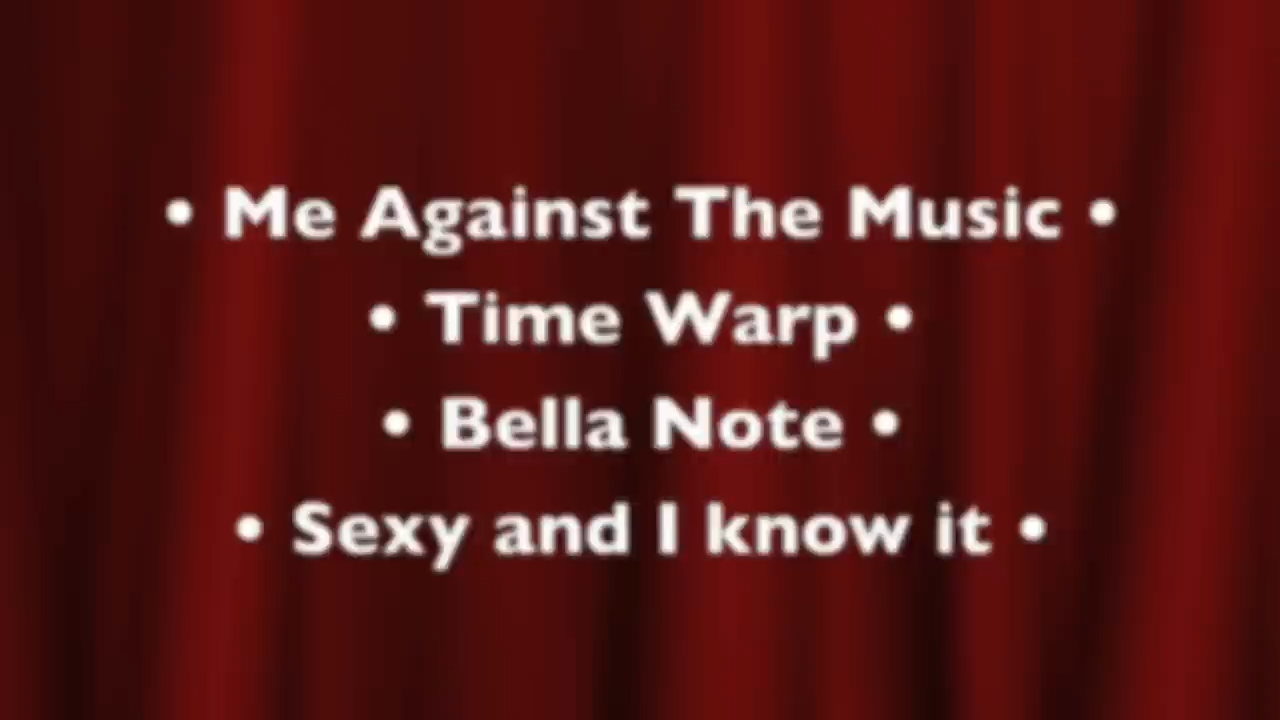 • Me Against The Music •
• Time Warp •
• Bella Note •
• Sexy and I know it •